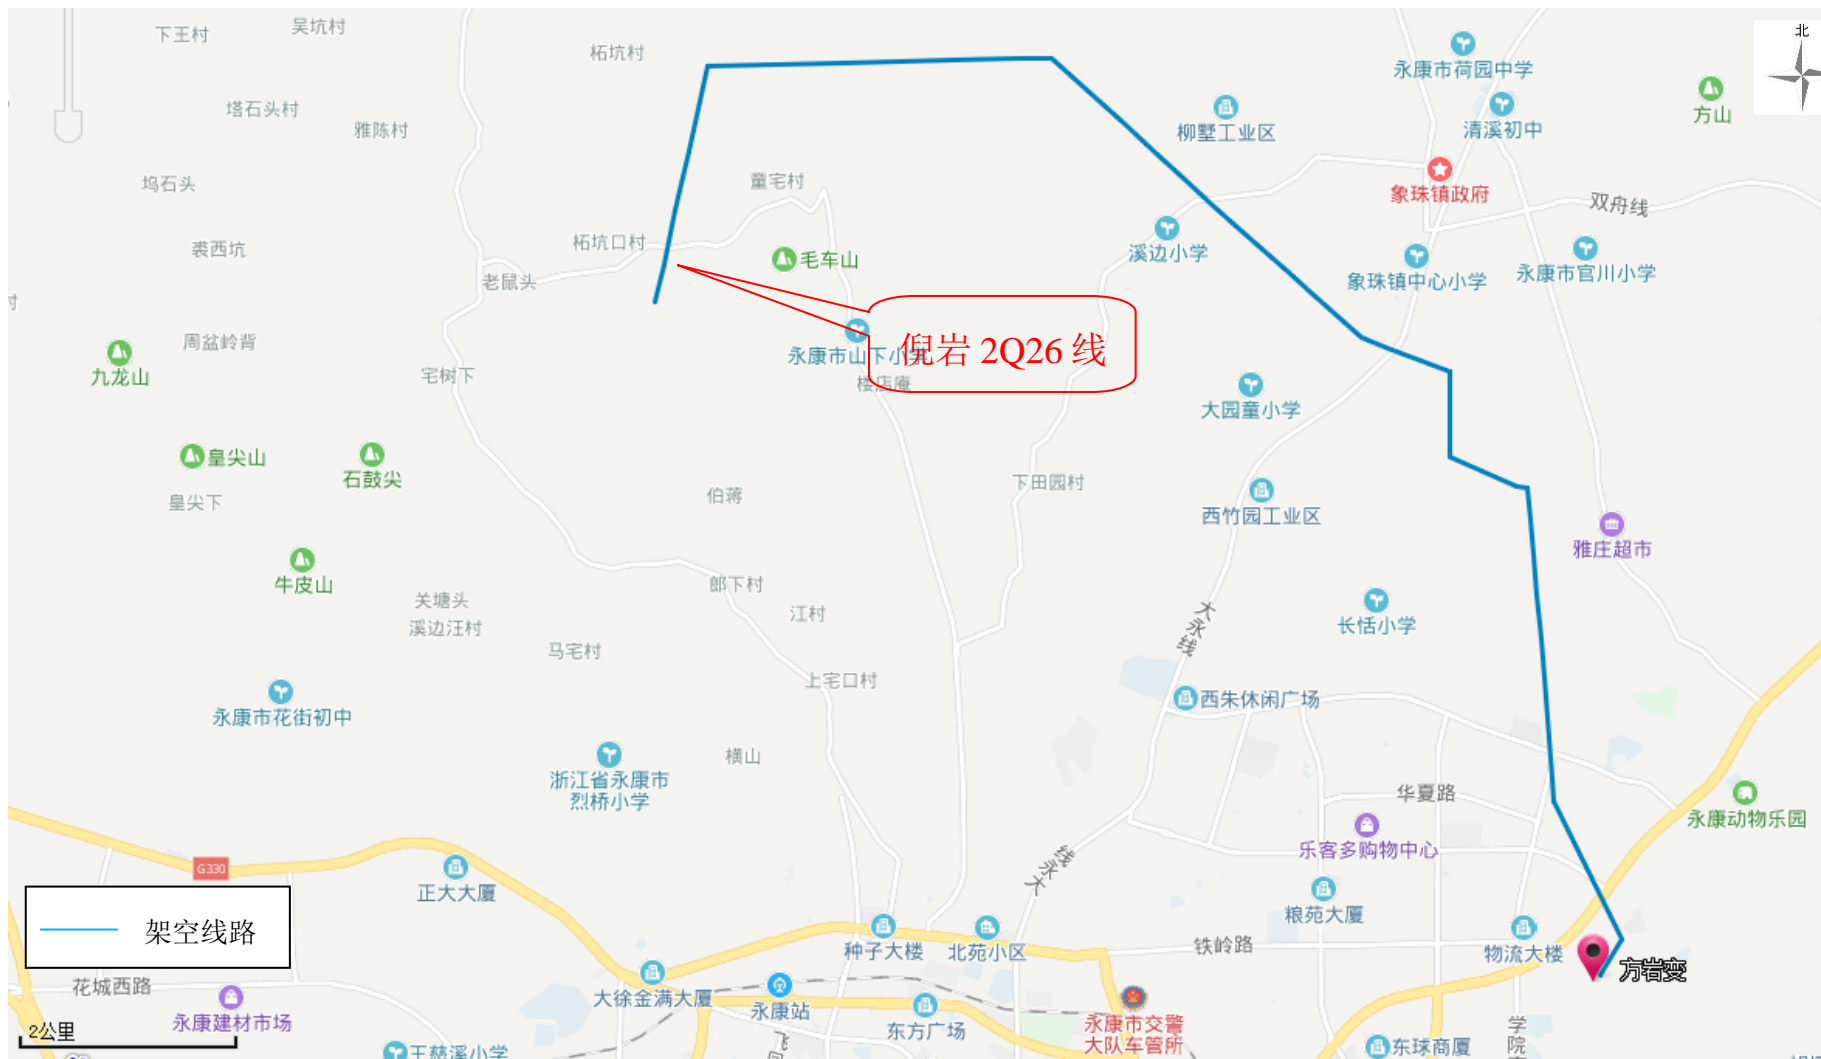 下王村
吴坑村
柘坑村
北
永康市荷园中学
塔石头村
雅陈村
柳墅工业区
清溪初中
方山
坞石头
童宅村
象珠镇政府
双舟线
裘西坑
柘坑口村
毛车山
溪边小学
象珠镇中心小学
永康市官川小学
老鼠头
村
周盆岭背
倪岩 2Q26 线
永康市山下小学
九龙山
宅树下
楼店庵
大园童小学
皇尖山
石鼓尖
皇尖下
伯蒋
下田园村
西竹园工业区
雅庄超市
牛皮山
郎下村
关塘头
溪边汪村
江村
大永线
长恬小学
马宅村
上宅口村
永康市花街初中
西朱休闲广场
横山
浙江省永康市
烈桥小学
华夏路
永康动物乐园
乐客多购物中心
G330
正大大厦
线永大
粮苑大厦
架空线路
种子大楼
北苑小区
铁岭路
物流大楼
方岩变
花城西路
大徐金满大厦
永康站
永康建材市场
东方广场
永康市交警
大队车管所
2公里
王慈溪小学
东球商厦
学院